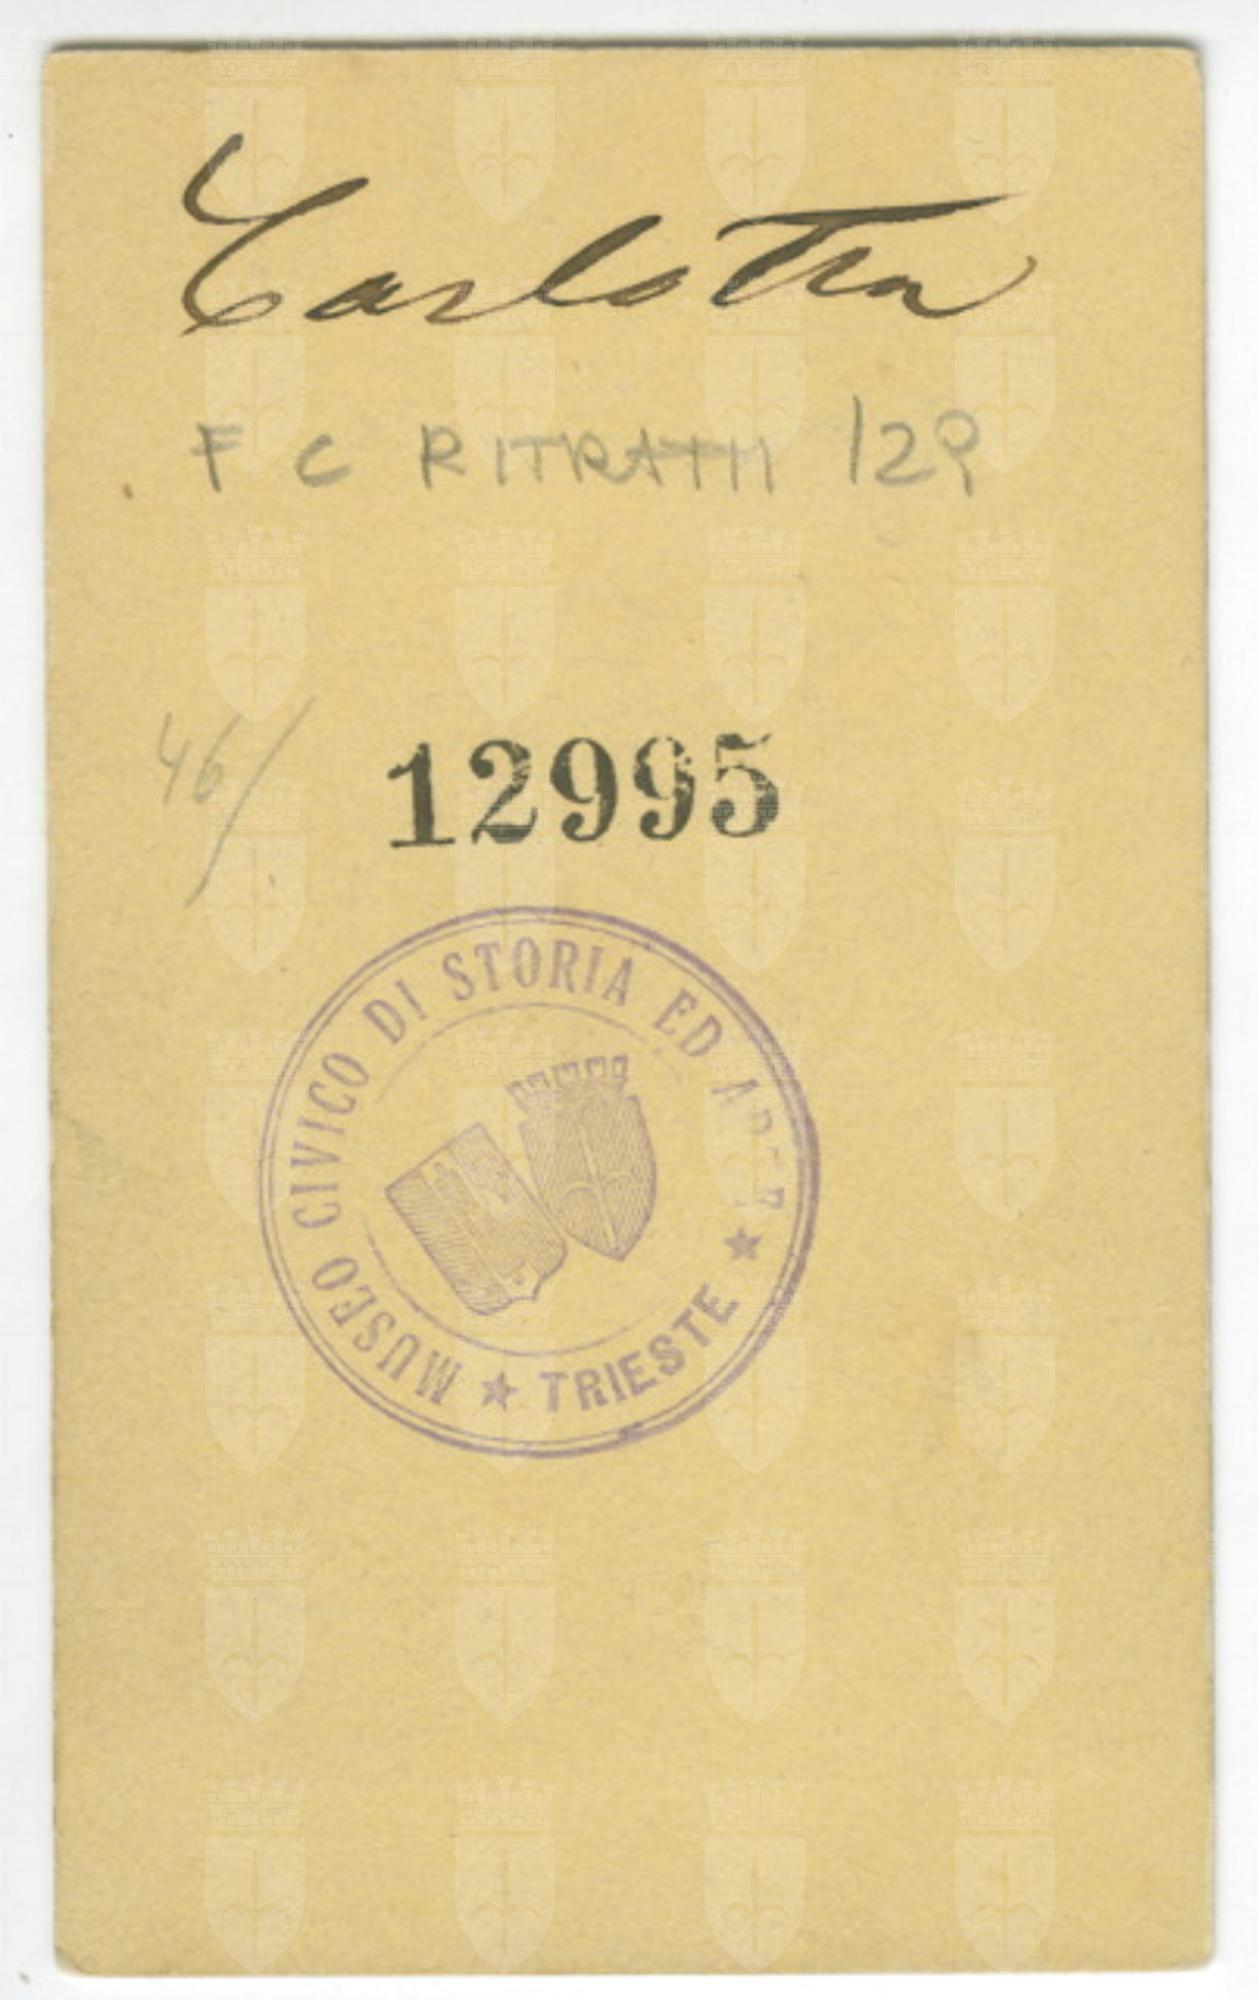 Carlotta
F C RITRATTI 129
46/
12995
MUSEO CIVICO DI STORIA ED ARTE
★ TRIESTE ★